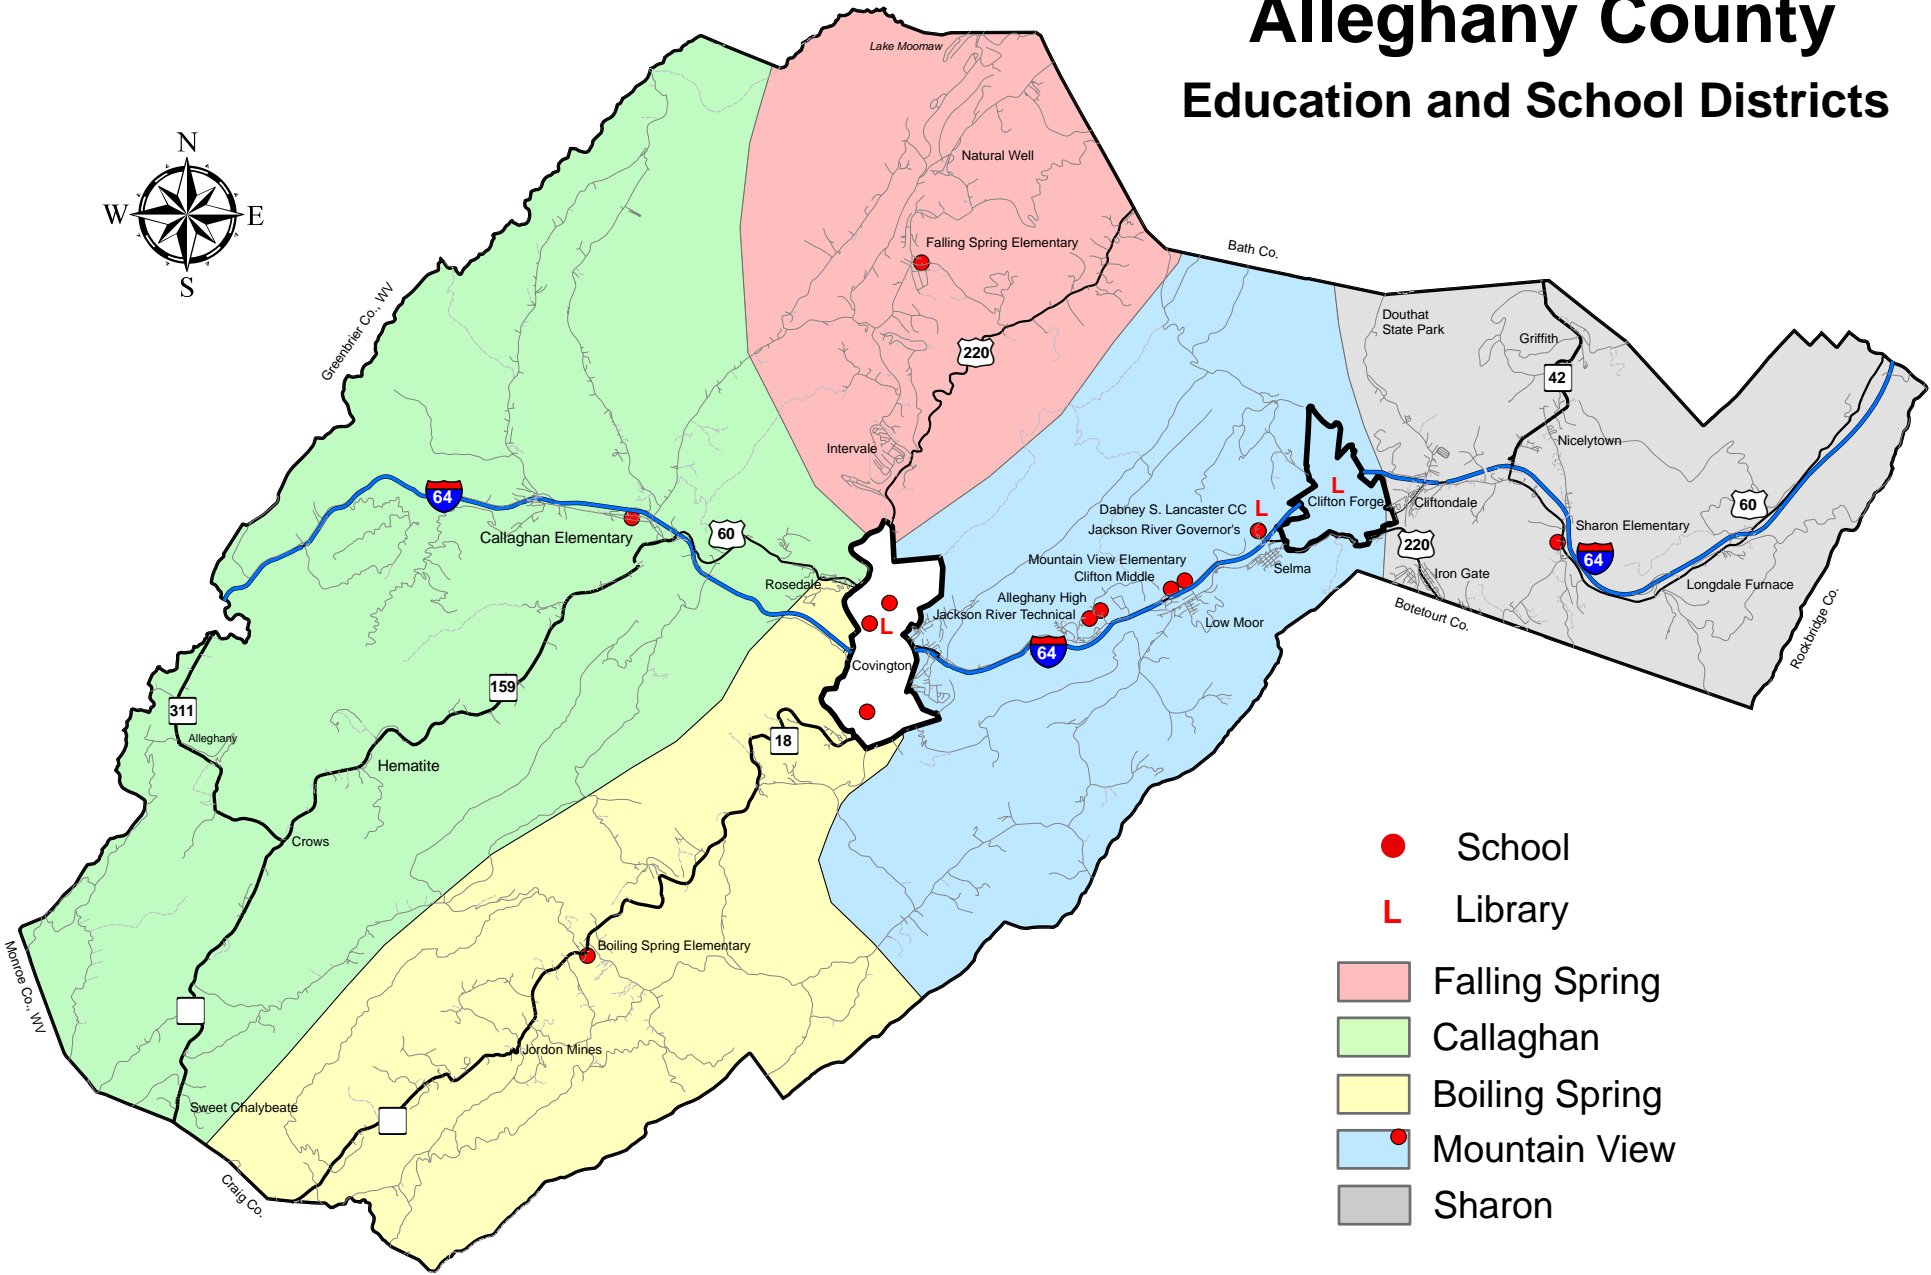 Alleghany County
Education and School Districts
Lake Moomaw
N
W
E
S
Natural Well
Falling Spring Elementary
Bath Co.
Greenbrier Co., WV
Douthat
State Park
Griffith
220
42
Intervale
Nicelytown
64
L
L
Clifton Forge
Cliftondale
60
Dabney S. Lancaster CC
Jackson River Governor's
Sharon Elementary
Callaghan Elementary
60
220
64
Mountain View Elementary
Selma
Clifton Middle
Iron Gate
Longdale Furnace
Rosedale
Alleghany High
Jackson River Technical
Low Moor
Botetourt Co.
Rockbridge Co.
L
64
Covington
159
311
Alleghany
18
Hematite
Crows
School
L
Library
Boiling Spring Elementary
Monroe Co., WV
Falling Spring
Callaghan
Jordon Mines
Boiling Spring
Sweet Chalybeate
Mountain View
Craig Co.
Sharon